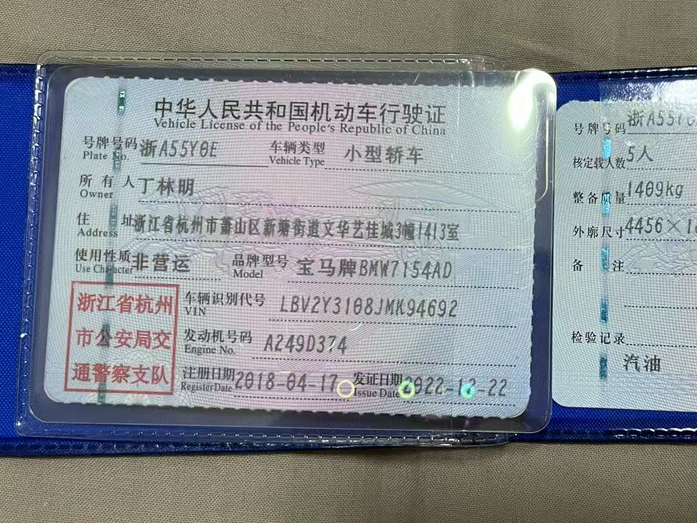 中华人民共和国机动车行驶证
Vehicle License of the People's Republic of China
号牌号码 浙A55Y0E 车辆类型 小型轿车
Plate No. Vehicle Type
所有人 丁林明
Owner
住址 浙江省杭州市萧山区新塘街道文华艺佳城3幢1413室
Address
使用性质 非营运 品牌型号 宝马牌BMW7154AD
Use Character Model
浙江省杭州
市公安局交
通警察支队
车辆识别代号 LBV2Y3108JMK94692
VIN
发动机号码 A249D374
Engine No.
注册日期 2018-04-17 发证日期 2022-12-22
Register Date Issue Date
号牌号码 浙A55Y0
核定载人数 5人
整备质量 1409kg
外廓尺寸 4456×18
备注
检验记录
汽油